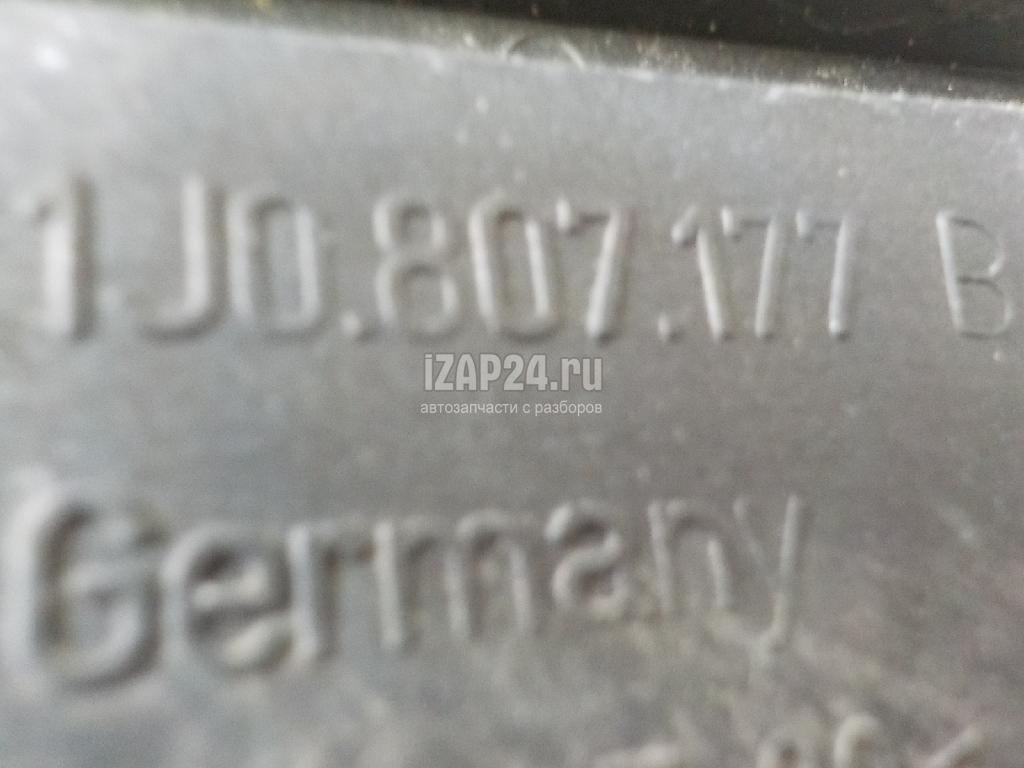 1J0.807.177 B
iZAP24.ru
автозапчасти с разборов
Germany